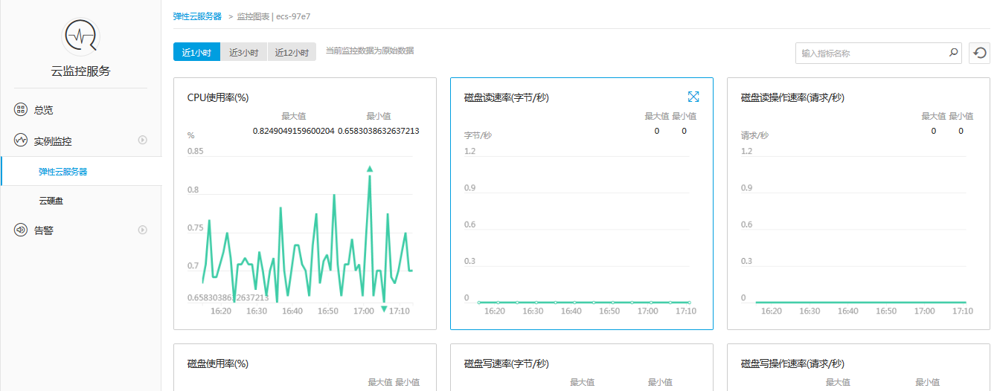 云监控服务
总览
实例监控
弹性云服务器
云硬盘
告警
弹性云服务器 > 监控图表 | ecs-97e7
近1小时 近3小时 近12小时 当前监控数据为原始数据
输入指标名称
CPU使用率(%)
最大值 最小值
0.8249049159600204 0.6583038632637213
%
0.85
0.8
0.75
0.7
0.6583038632637213
16:20 16:30 16:40 16:50 17:00 17:10
磁盘读速率(字节/秒)
最大值 最小值
0 0
字节/秒
1.2
0.9
0.6
0.3
0
16:20 16:30 16:40 16:50 17:00 17:10
磁盘读操作速率(请求/秒)
最大值 最小值
0 0
请求/秒
1.2
0.9
0.6
0.3
0
16:20 16:30 16:40 16:50 17:00 17:10
磁盘使用率(%)
最大值 最小值
磁盘写速率(字节/秒)
最大值 最小值
磁盘写操作速率(请求/秒)
最大值 最小值